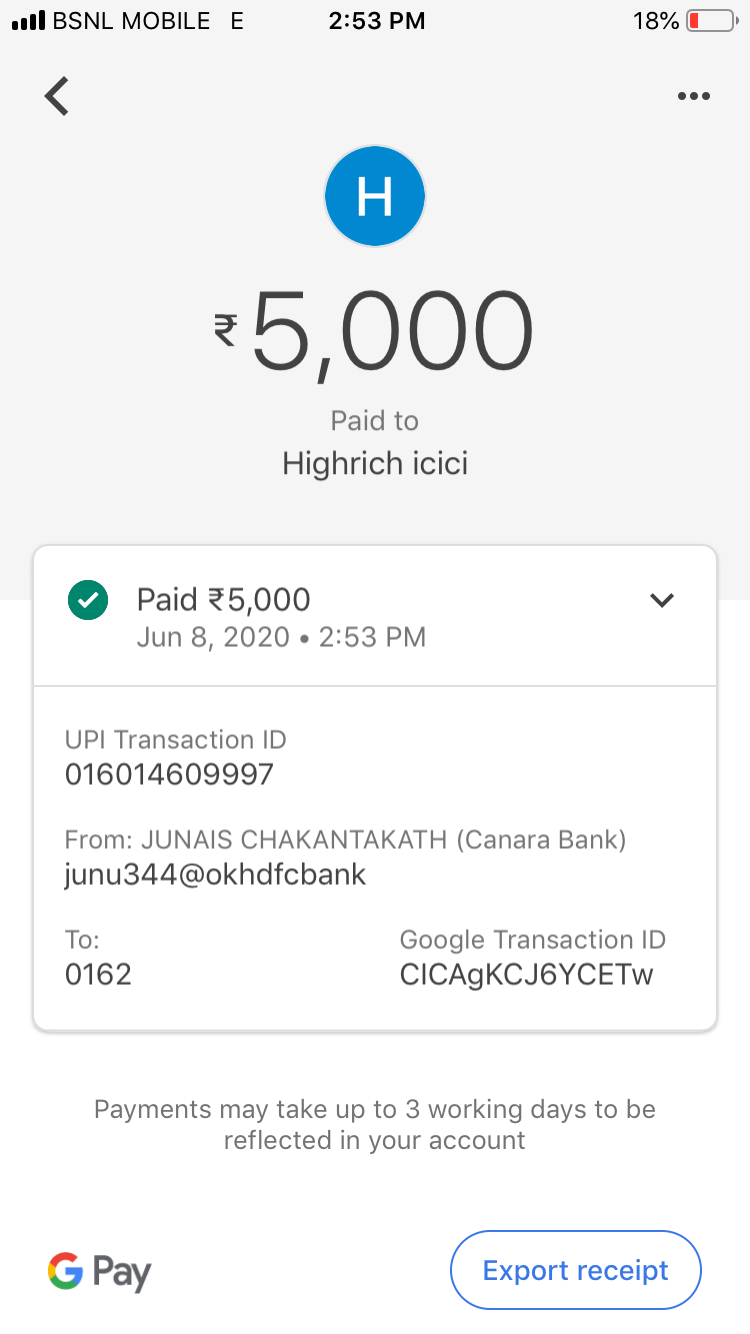 BSNL MOBILE E 2:53 PM 18%
H
₹5,000
Paid to
Highrich icici
Paid ₹5,000
Jun 8, 2020 • 2:53 PM
UPI Transaction ID
016014609997
From: JUNAIS CHAKANTAKATH (Canara Bank)
junu344@okhdfcbank
To: Google Transaction ID
0162 CICAgKCJ6YCETw
Payments may take up to 3 working days to be
reflected in your account
G Pay Export receipt